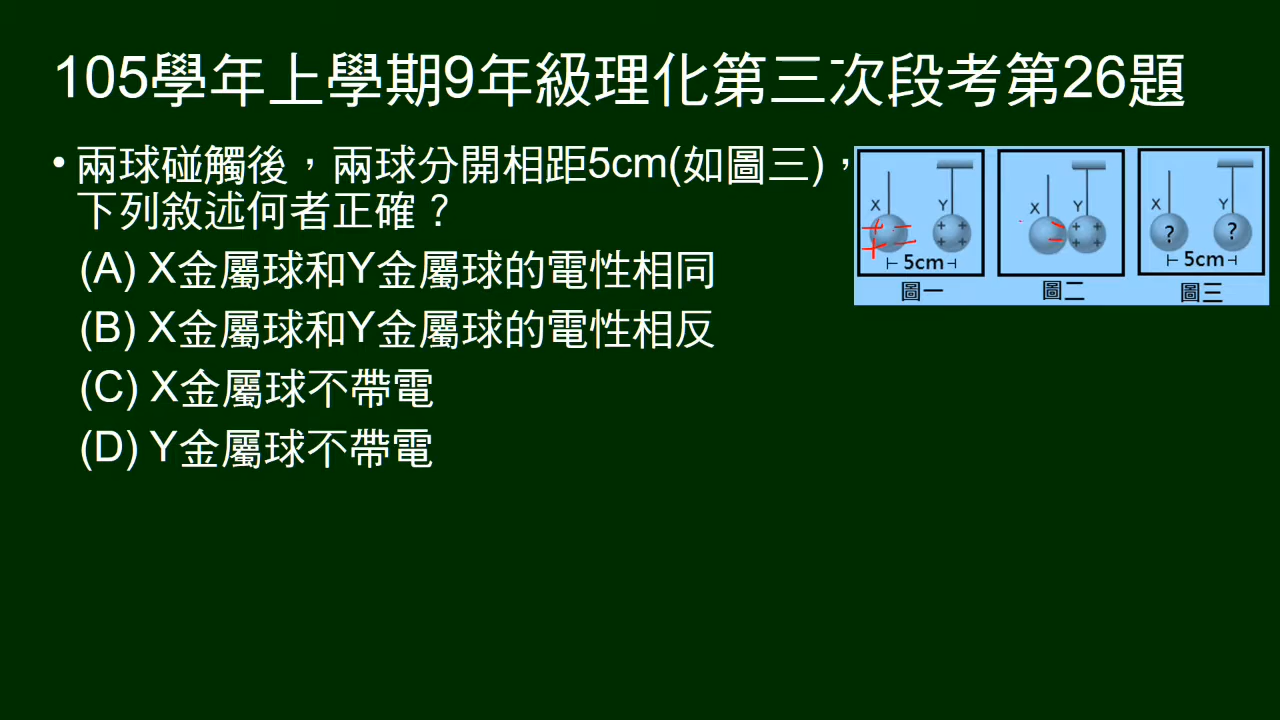 105學年上學期9年級理化第三次段考第26題
• 兩球碰觸後，兩球分開相距5cm(如圖三)，
下列敘述何者正確？
(A) X金屬球和Y金屬球的電性相同
(B) X金屬球和Y金屬球的電性相反
(C) X金屬球不帶電
(D) Y金屬球不帶電
X Y
+ - + +
+ - + +
5cm
圖一
X Y
- + +
- + +
圖二
X Y
? ?
5cm
圖三